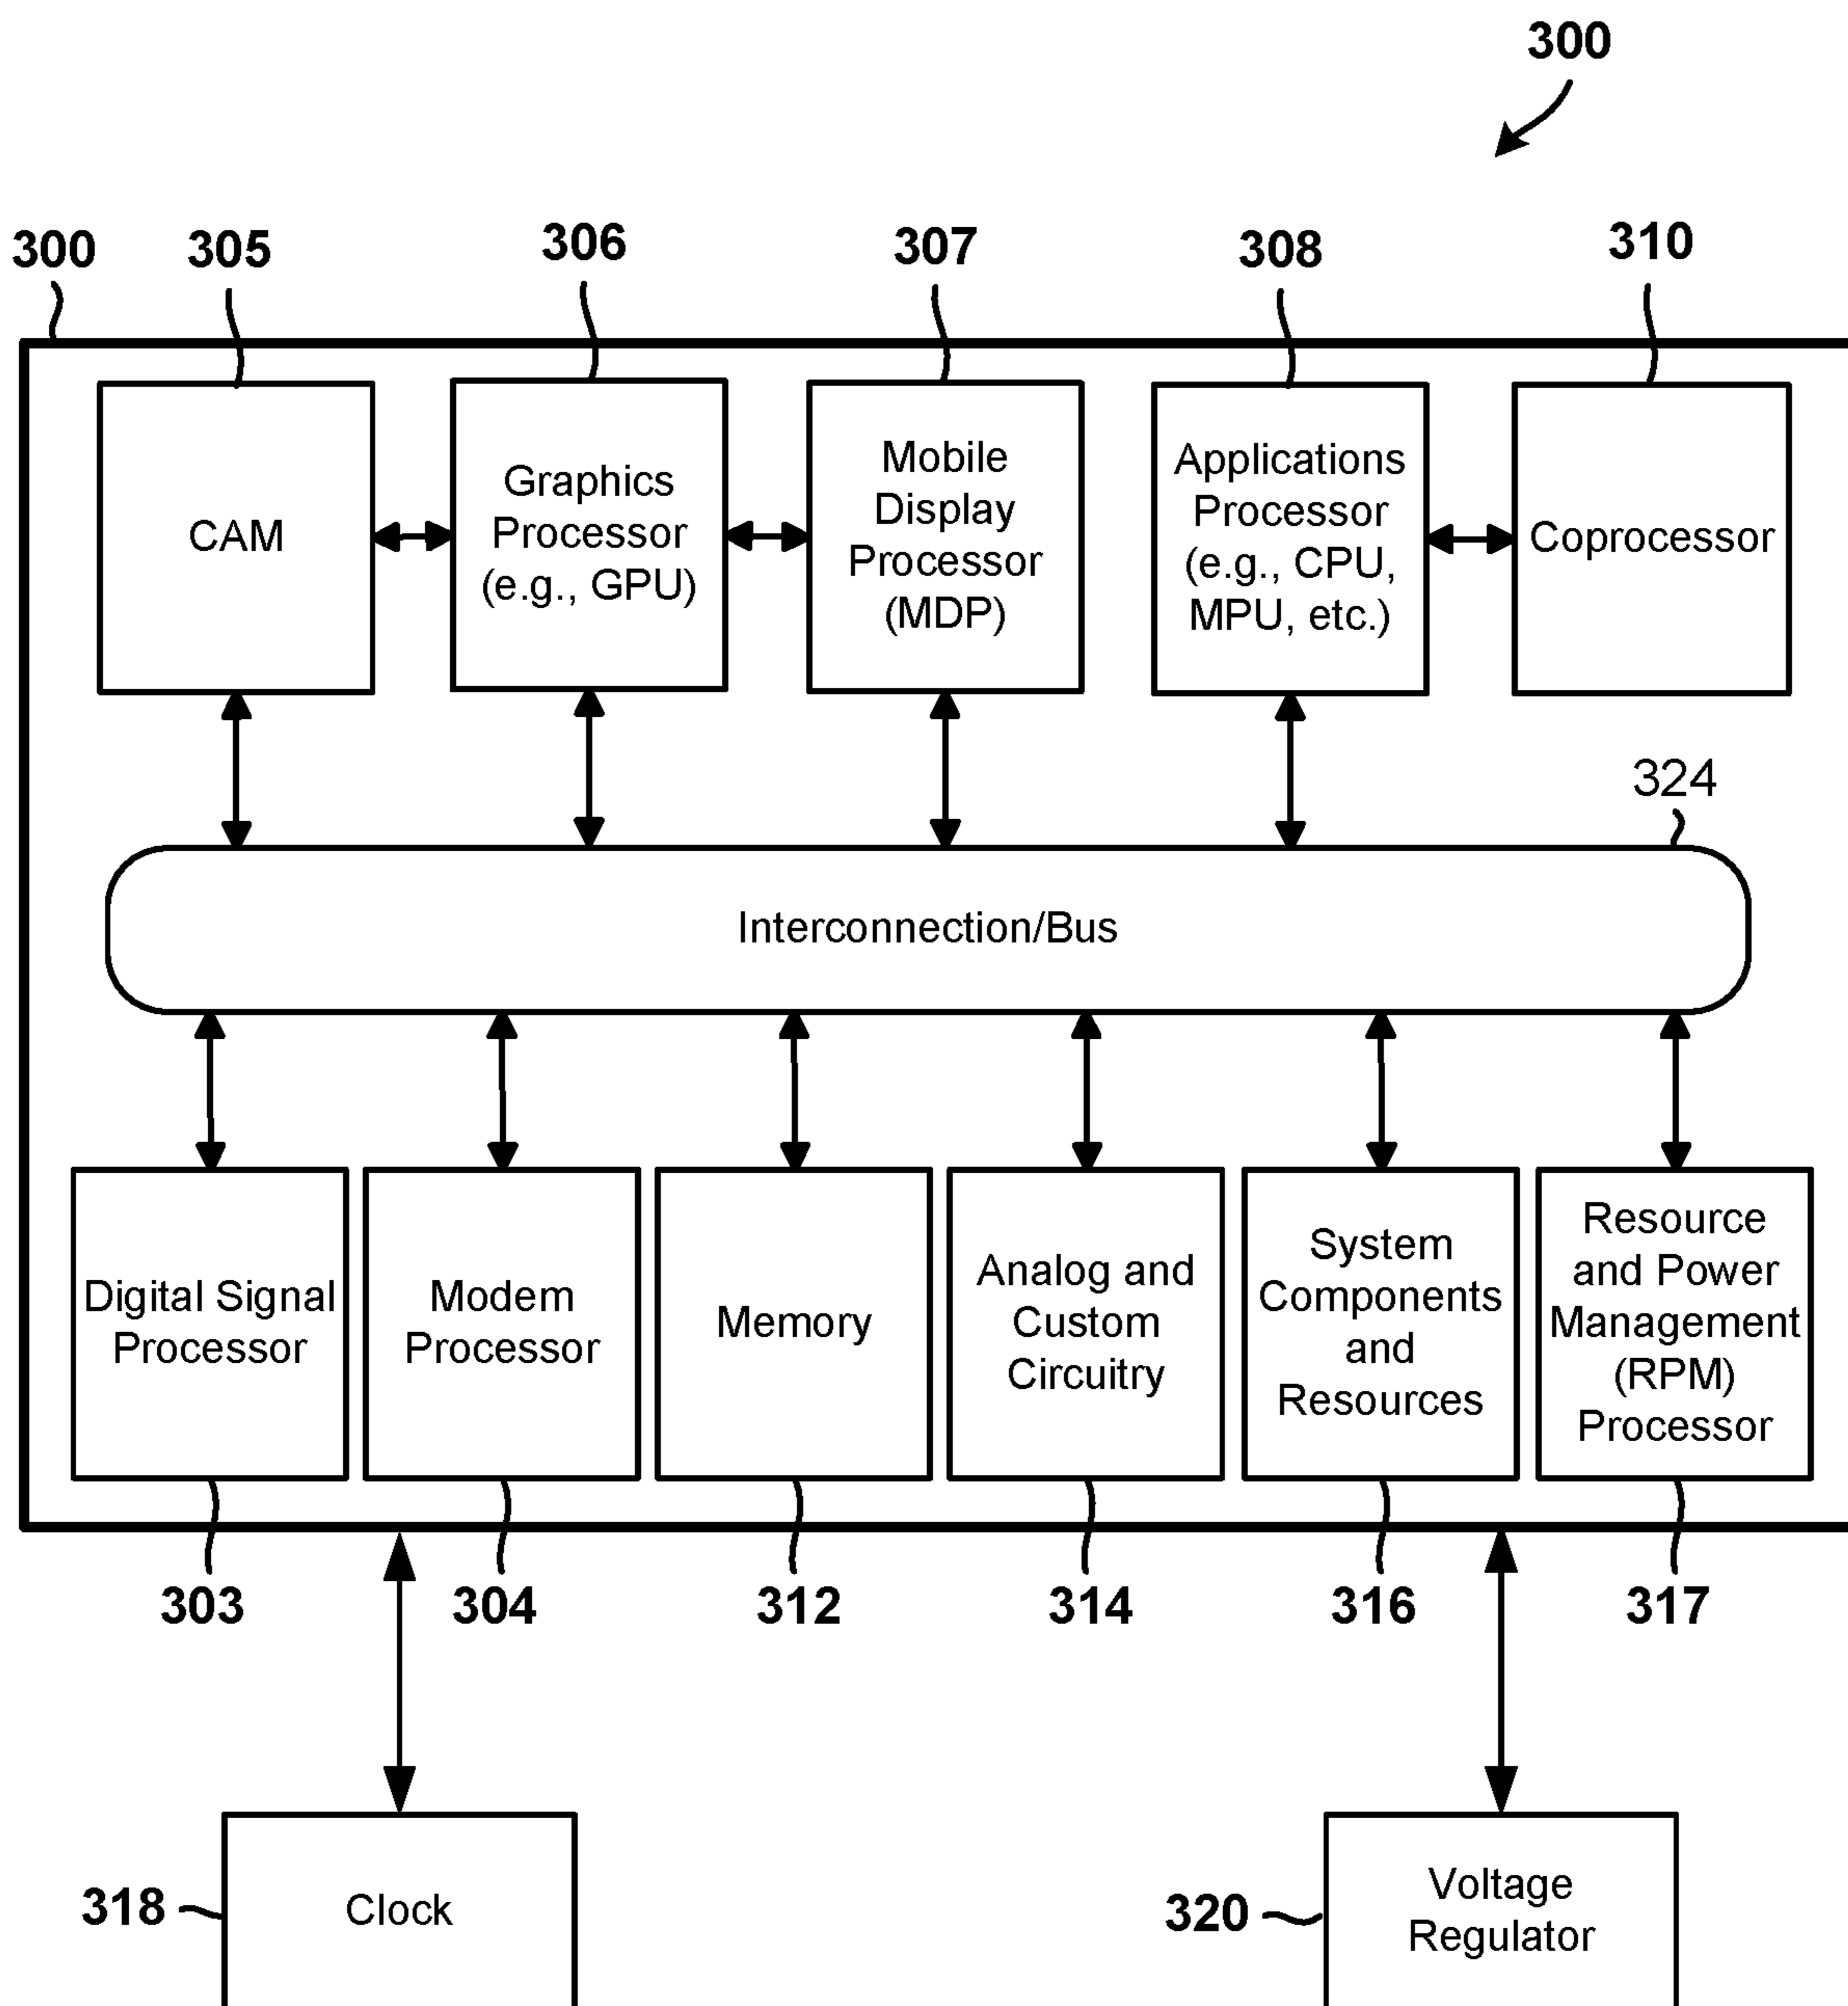 300
300
305
306
307
308
310
CAM
Graphics
Processor
(e.g., GPU)
Mobile
Display
Processor
(MDP)
Applications
Processor
(e.g., CPU,
MPU, etc.)
Coprocessor
324
Interconnection/Bus
Digital Signal
Processor
Modem
Processor
Memory
Analog and
Custom
Circuitry
System
Components
and
Resources
Resource
and Power
Management
(RPM)
Processor
303
304
312
314
316
317
318
Clock
320
Voltage
Regulator